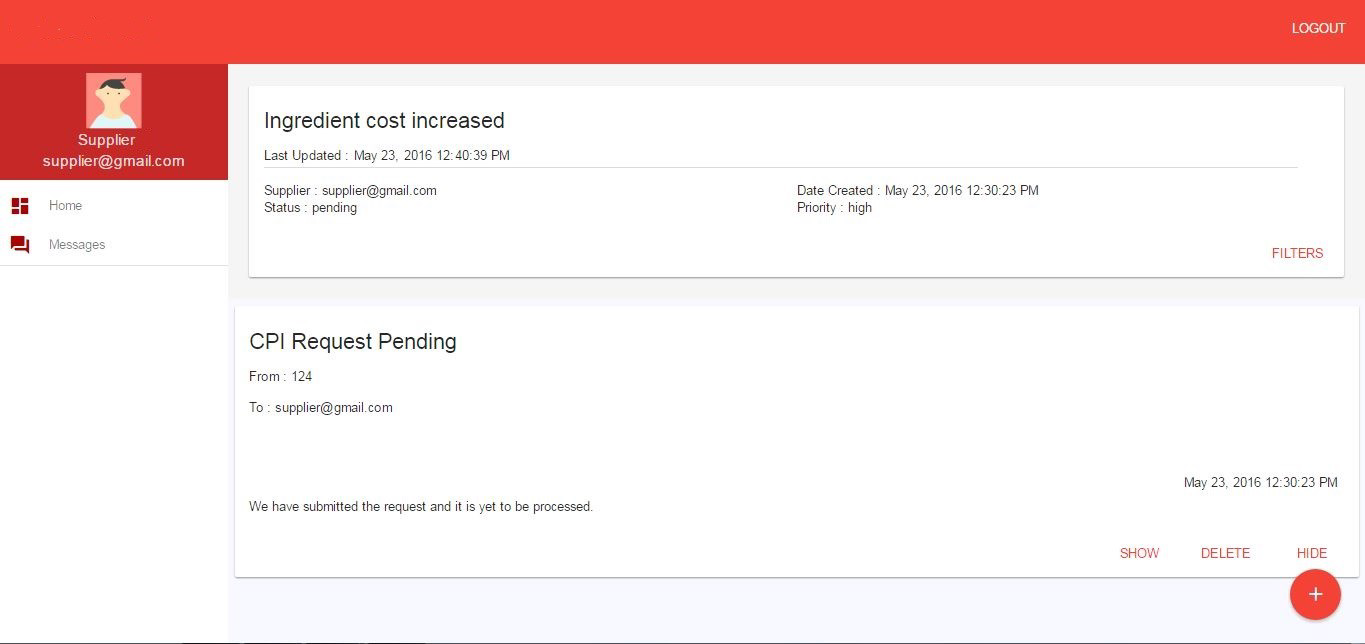 LOGOUT
Supplier
supplier@gmail.com
Home
Messages
Ingredient cost increased
Last Updated : May 23, 2016 12:40:39 PM
Supplier : supplier@gmail.com
Date Created : May 23, 2016 12:30:23 PM
Status : pending
Priority : high
FILTERS
CPI Request Pending
From : 124
To : supplier@gmail.com
May 23, 2016 12:30:23 PM
We have submitted the request and it is yet to be processed.
SHOW DELETE HIDE
+